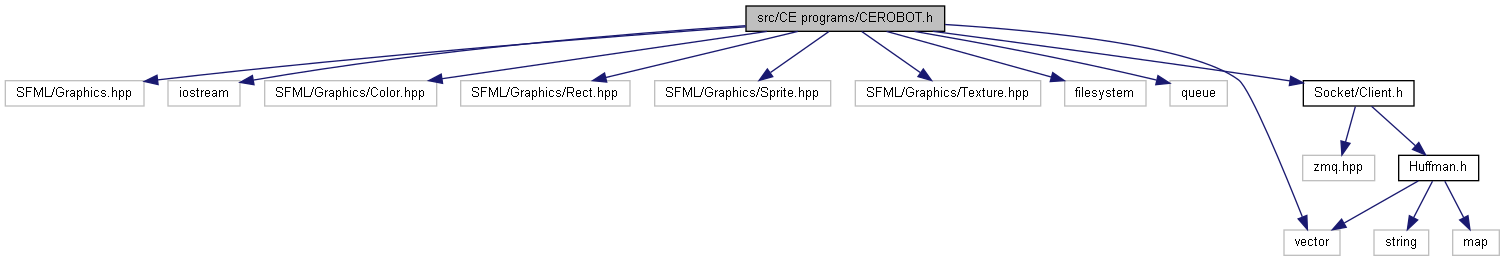 src/CE programs/CEROBOT.h
SFML/Graphics.hpp
iostream
SFML/Graphics/Color.hpp
SFML/Graphics/Rect.hpp
SFML/Graphics/Sprite.hpp
SFML/Graphics/Texture.hpp
filesystem
queue
Socket/Client.h
zmq.hpp
Huffman.h
vector
string
map